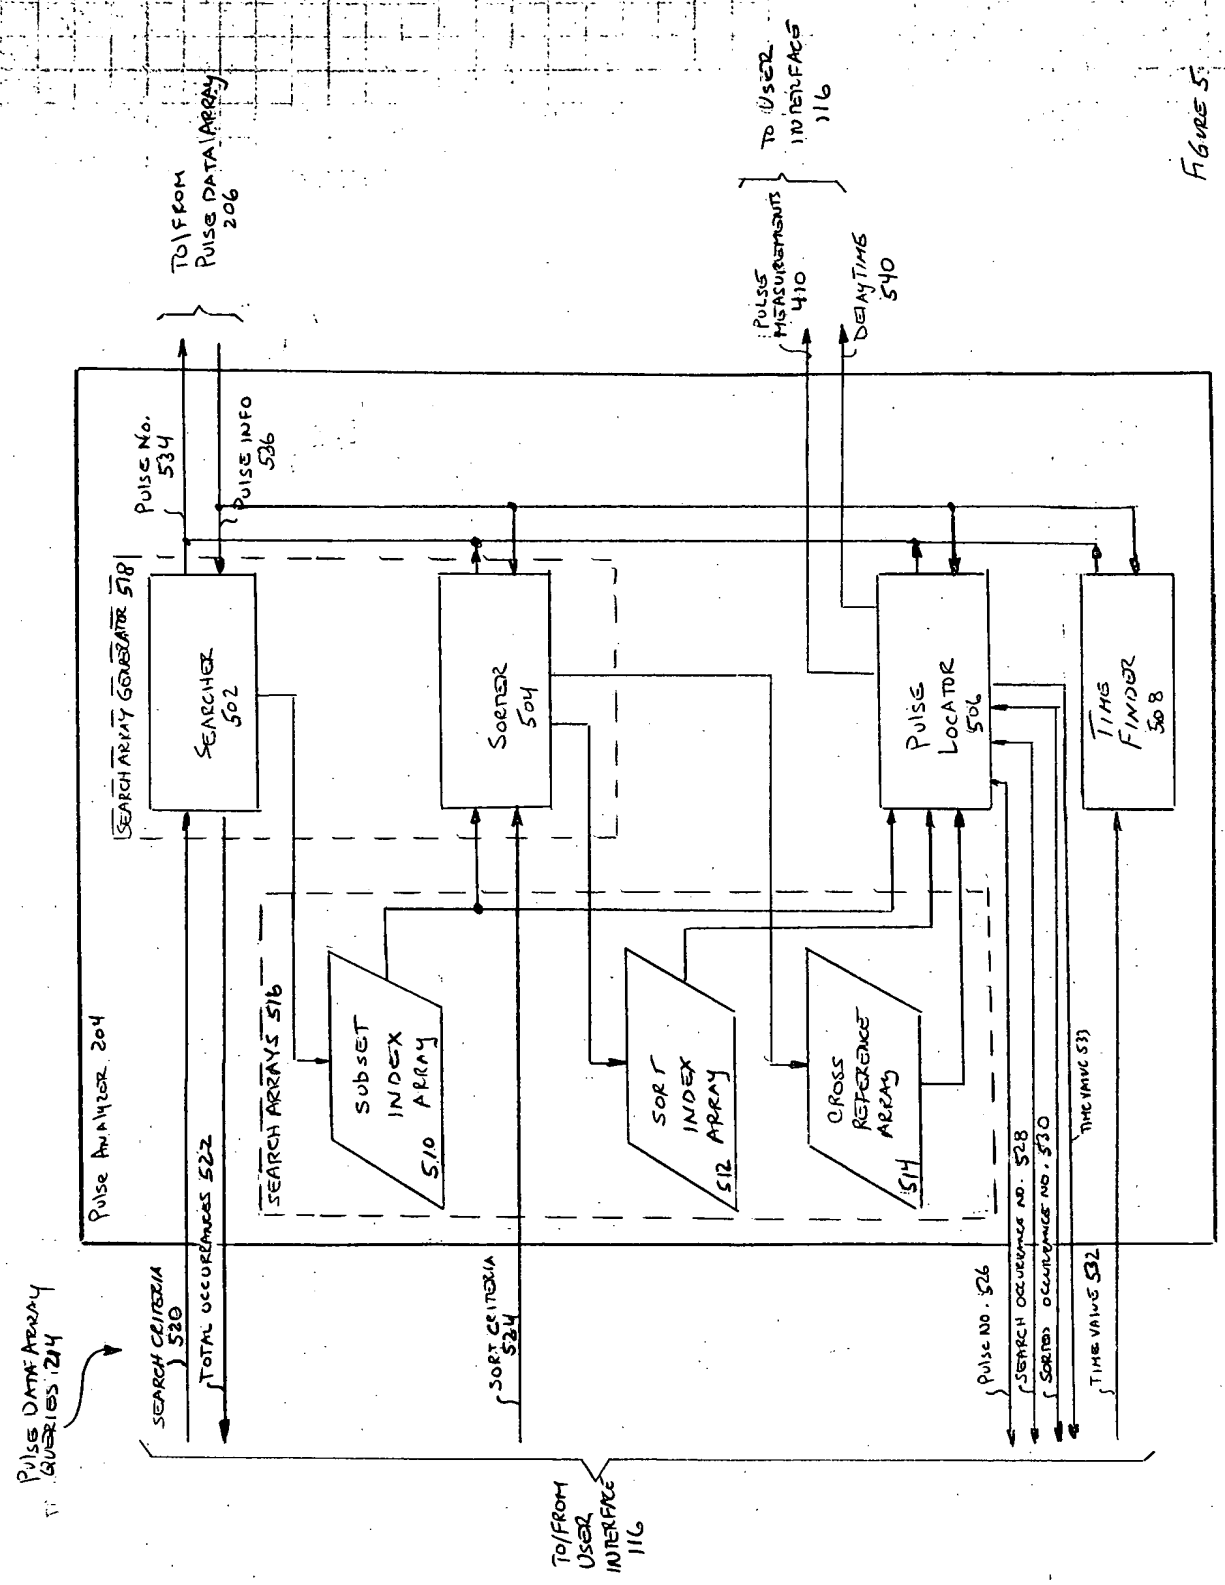 Pulse DATA ARRAY
QUERIES 214
TO/FROM
USER
INTERFACE
116
SEARCH CRITERIA
520
TOTAL OCCURRANCES 522
SORT CRITERIA
524
Pulse No. 526
SEARCH OCCURRENCE NO. 528
SORTED OCCURRENCE NO. 530
TIME VALUE 533
TIME VALUE 532
Pulse ANALYZER 204
SEARCH ARRAYS 516
SUBSET
INDEX
ARRAY
510
SORT
INDEX
ARRAY
512
CROSS
REFERENCE
ARRAY
514
SEARCH ARRAY GENERATOR 518
SEARCHER
502
SORTER
504
PULSE
LOCATOR
506
TIME
FINDER
508
Pulse No.
534
PULSE INFO
536
TO/FROM
Pulse DATA ARRAY
206
PULSE
MEASUREMENTS
410
DELAY TIME
540
TO USER
INTERFACE
116
FIGURE 5